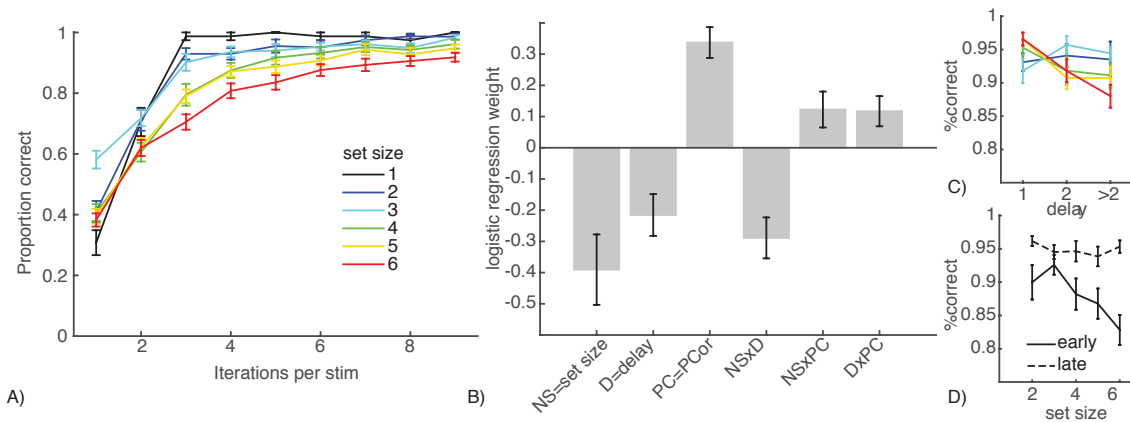 A)
Proportion correct
1
0.8
0.6
0.4
0.2
0
2
4
6
8
Iterations per stim
set size
1
2
3
4
5
6
B)
logistic regression weight
0.3
0.2
0.1
0
-0.1
-0.2
-0.3
-0.4
-0.5
NS=set size
D=delay
PC=PCor
NSxD
NSxPC
DxPC
C)
%correct
1
0.95
0.9
0.85
0.8
1
2
>2
delay
D)
%correct
1
0.95
0.9
0.85
0.8
early
late
2
4
6
set size